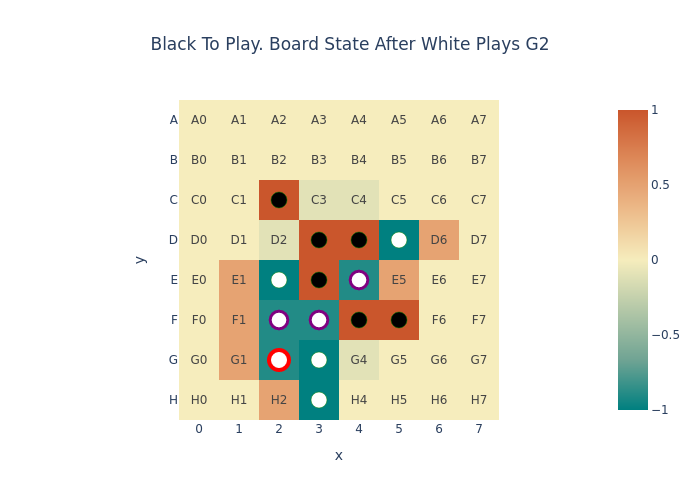 Black To Play. Board State After White Plays G2
A A0 A1 A2 A3 A4 A5 A6 A7
B B0 B1 B2 B3 B4 B5 B6 B7
C C0 C1 C3 C4 C5 C6 C7
D D0 D1 D2 D6 D7
E E0 E1 E5 E6 E7
F F0 F1 F6 F7
G G0 G1 G4 G5 G6 G7
H H0 H1 H2 H4 H5 H6 H7
0 1 2 3 4 5 6 7
x
y
1
0.5
0
−0.5
−1